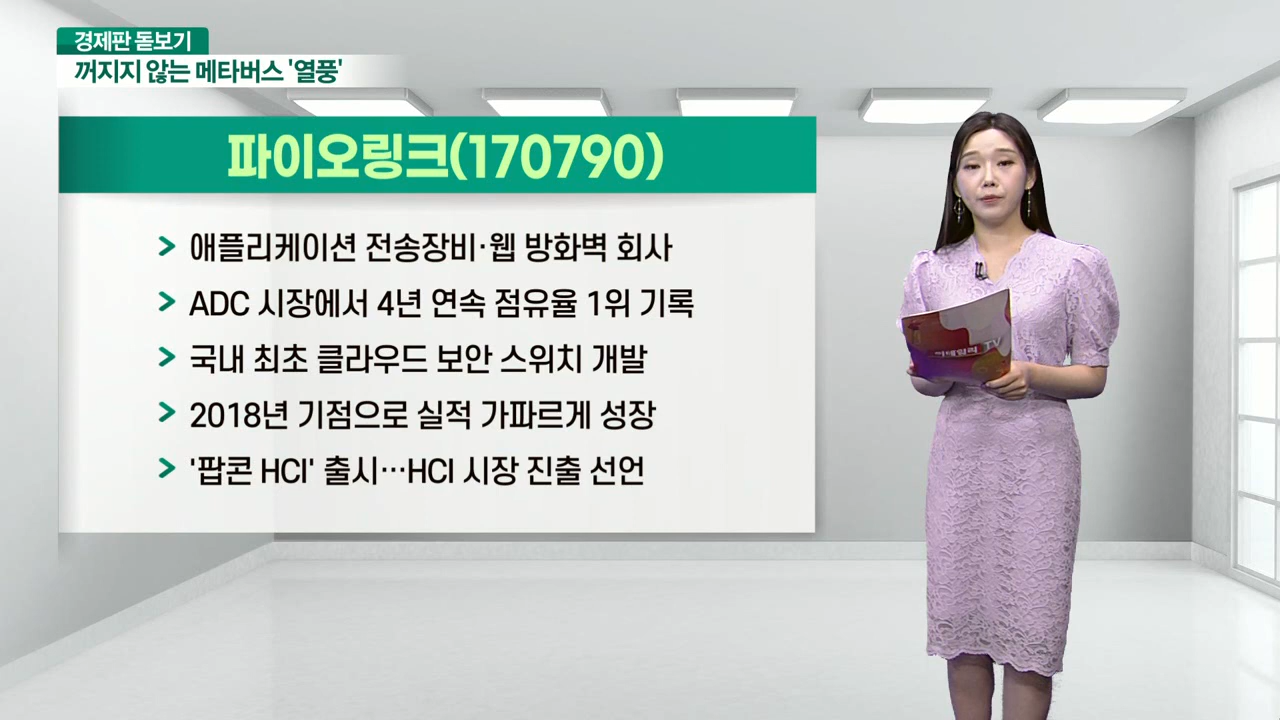 경제판 돋보기
꺼지지 않는 메타버스 '열풍'
파이오링크(170790)
> 애플리케이션 전송장비·웹 방화벽 회사
> ADC 시장에서 4년 연속 점유율 1위 기록
> 국내 최초 클라우드 보안 스위치 개발
> 2018년 기점으로 실적 가파르게 성장
> '팝콘 HCI' 출시…HCI 시장 진출 선언
이데일리 TV